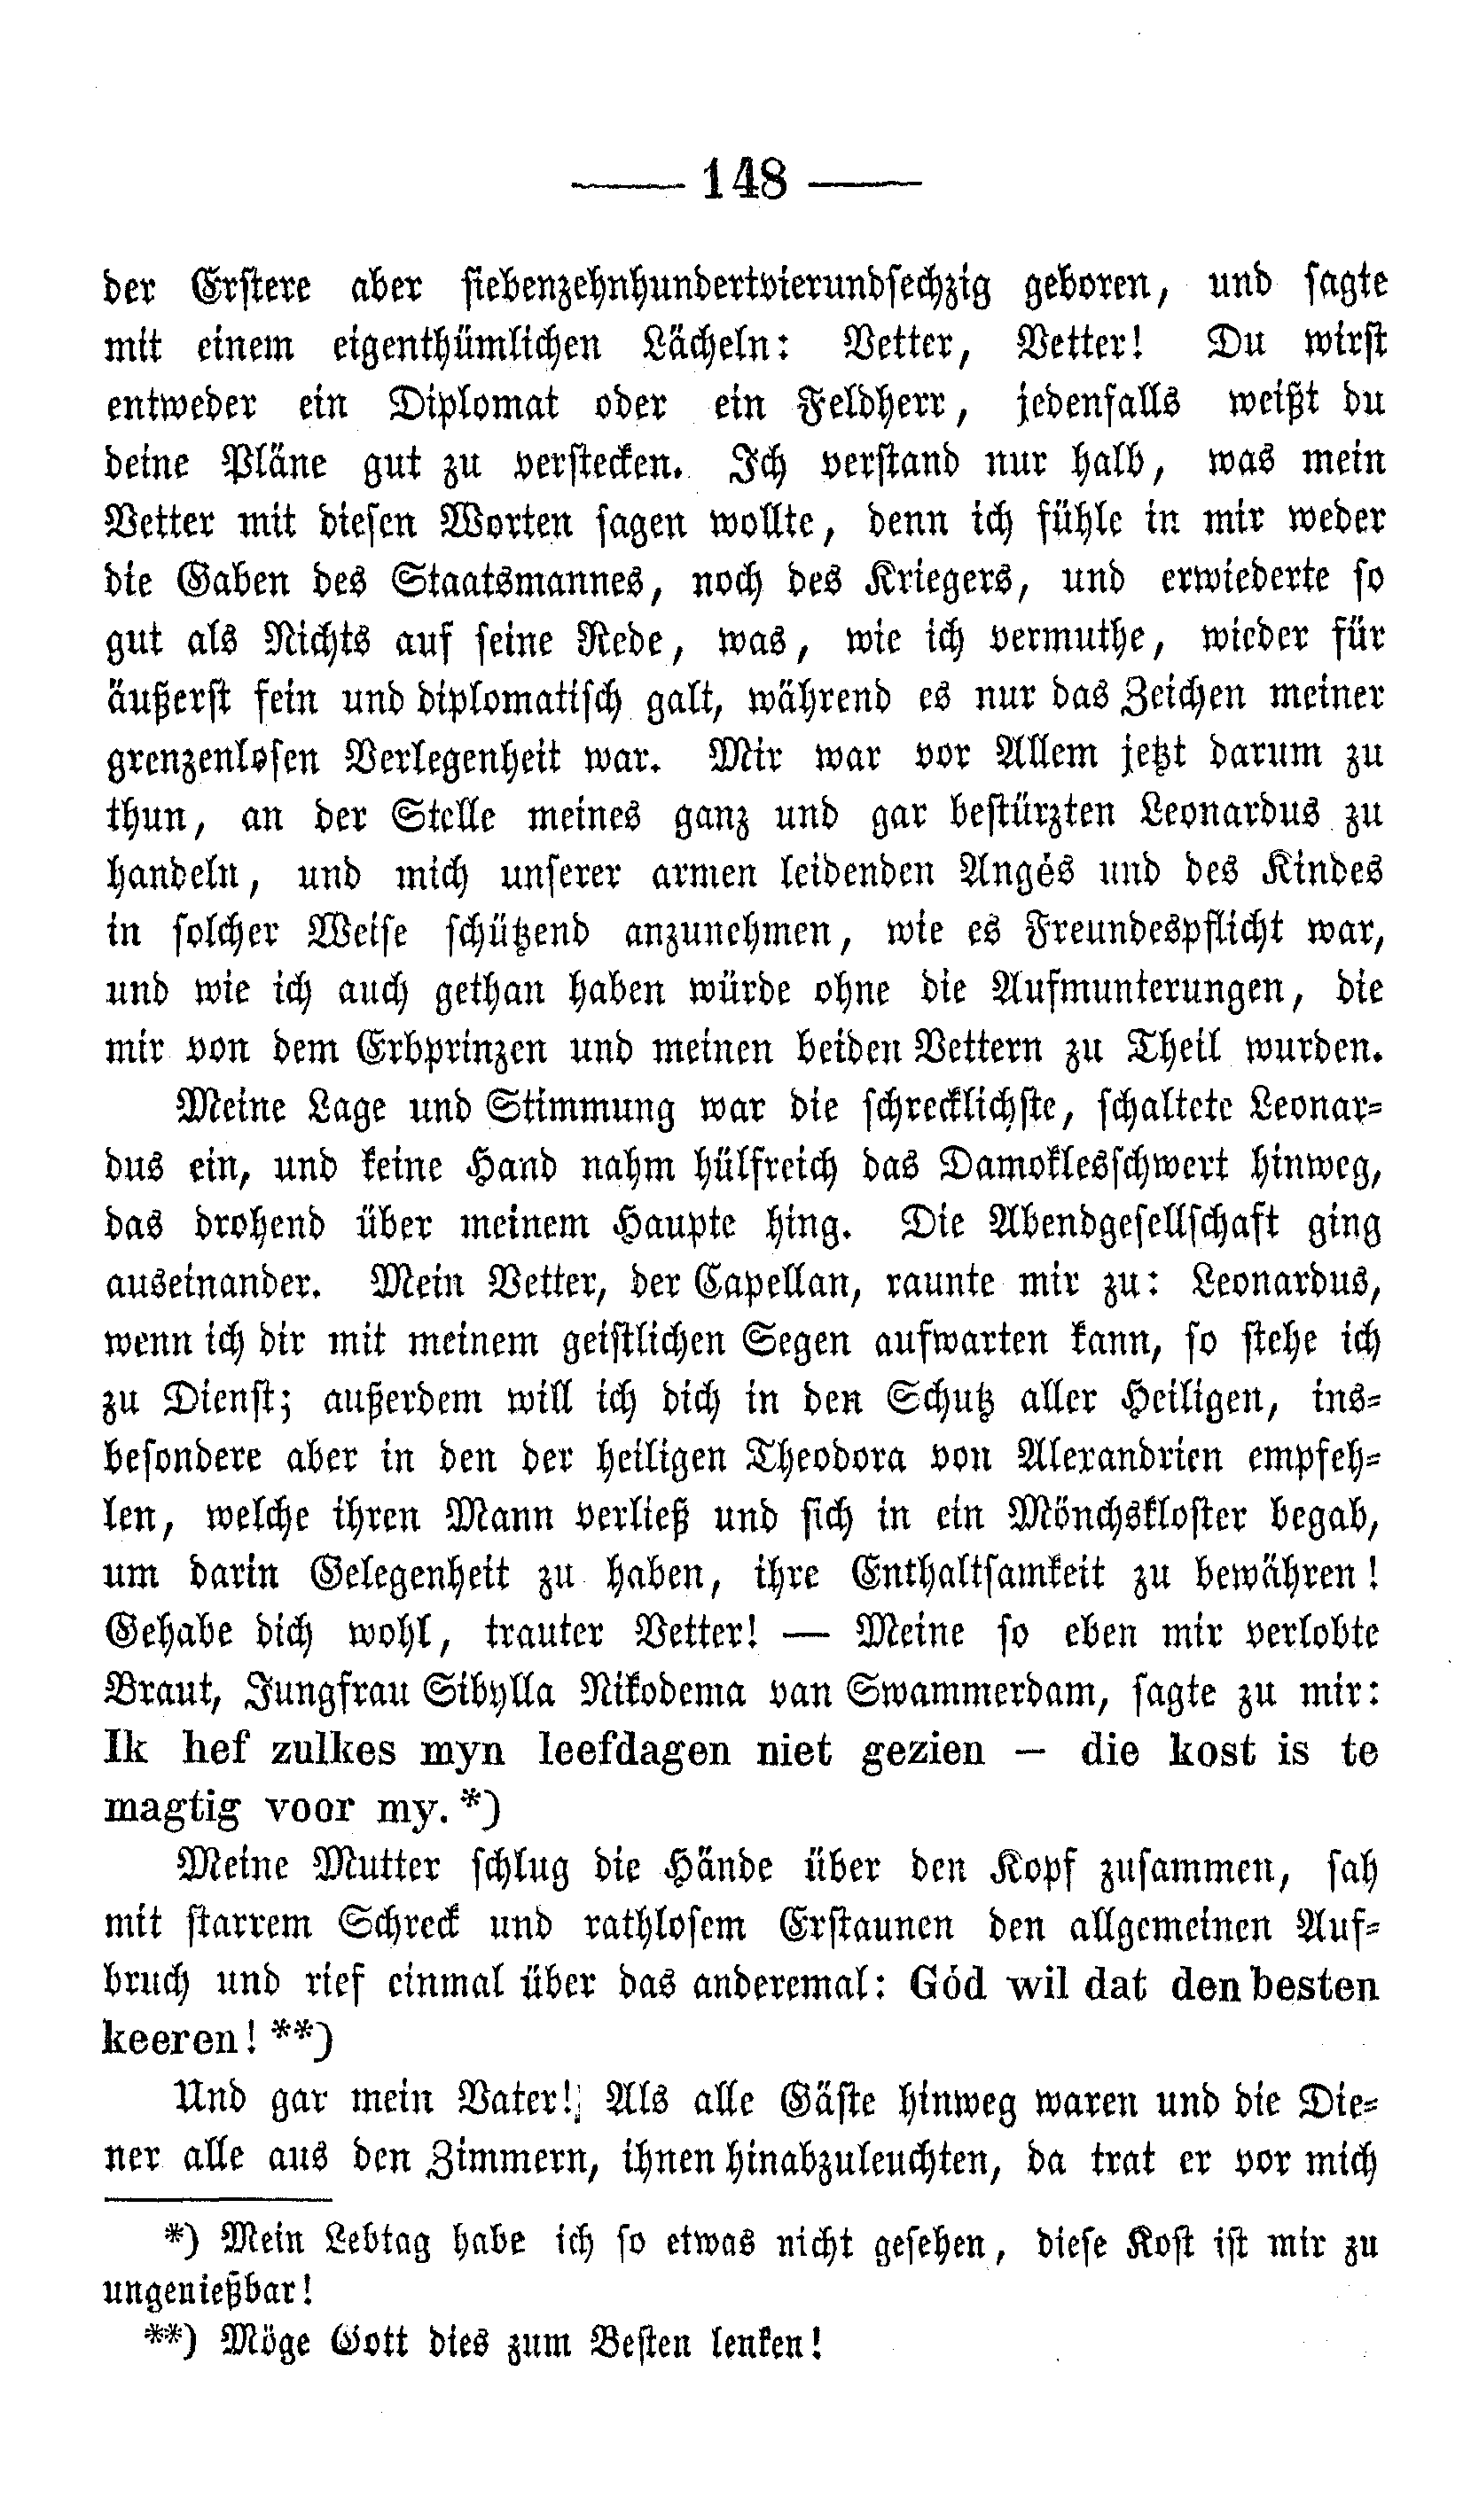 — 148 —
der Erstere aber siebenzehnhundertvierundsechzig geboren, und sagte
mit einem eigenthümlichen Lächeln: Vetter, Vetter! Du wirst
entweder ein Diplomat oder ein Feldherr, jedenfalls weißt du
deine Pläne gut zu verstecken. Ich verstand nur halb, was mein
Vetter mit diesen Worten sagen wollte, denn ich fühle in mir weder
die Gaben des Staatsmannes, noch des Kriegers, und erwiederte so
gut als Nichts auf seine Rede, was, wie ich vermuthe, wieder für
äußerst fein und diplomatisch galt, während es nur das Zeichen meiner
grenzenlosen Verlegenheit war. Mir war vor Allem jetzt darum zu
thun, an der Stelle meines ganz und gar bestürzten Leonardus zu
handeln, und mich unserer armen leidenden Angés und des Kindes
in solcher Weise schützend anzunehmen, wie es Freundespflicht war,
und wie ich auch gethan haben würde ohne die Aufmunterungen, die
mir von dem Erbprinzen und meinen beiden Vettern zu Theil wurden.
Meine Lage und Stimmung war die schrecklichste, schaltete Leonar-
dus ein, und keine Hand nahm hülfreich das Damoklesschwert hinweg,
das drohend über meinem Haupte hing. Die Abendgesellschaft ging
auseinander. Mein Vetter, der Capellan, raunte mir zu: Leonardus,
wenn ich dir mit meinem geistlichen Segen aufwarten kann, so stehe ich
zu Dienst; außerdem will ich dich in den Schutz aller Heiligen, ins-
besondere aber in den der heiligen Theodora von Alexandrien empfeh-
len, welche ihren Mann verließ und sich in ein Mönchskloster begab,
um darin Gelegenheit zu haben, ihre Enthaltsamkeit zu bewähren!
Gehabe dich wohl, trauter Vetter! — Meine so eben mir verlobte
Braut, Jungfrau Sibylla Nikodema van Swammerdam, sagte zu mir:
Ik hef zulkes myn leefdagen niet gezien — die kost is te
magtig voor my. *)
Meine Mutter schlug die Hände über den Kopf zusammen, sah
mit starrem Schreck und rathlosem Erstaunen den allgemeinen Auf-
bruch und rief einmal über das anderemal: Gód wil dat den besten
keeren! **)
Und gar mein Vater! Als alle Gäste hinweg waren und die Die-
ner alle aus den Zimmern, ihnen hinabzuleuchten, da trat er vor mich
*) Mein Lebtag habe ich so etwas nicht gesehen, diese Kost ist mir zu
ungenießbar!
**) Möge Gott dies zum Besten lenken!